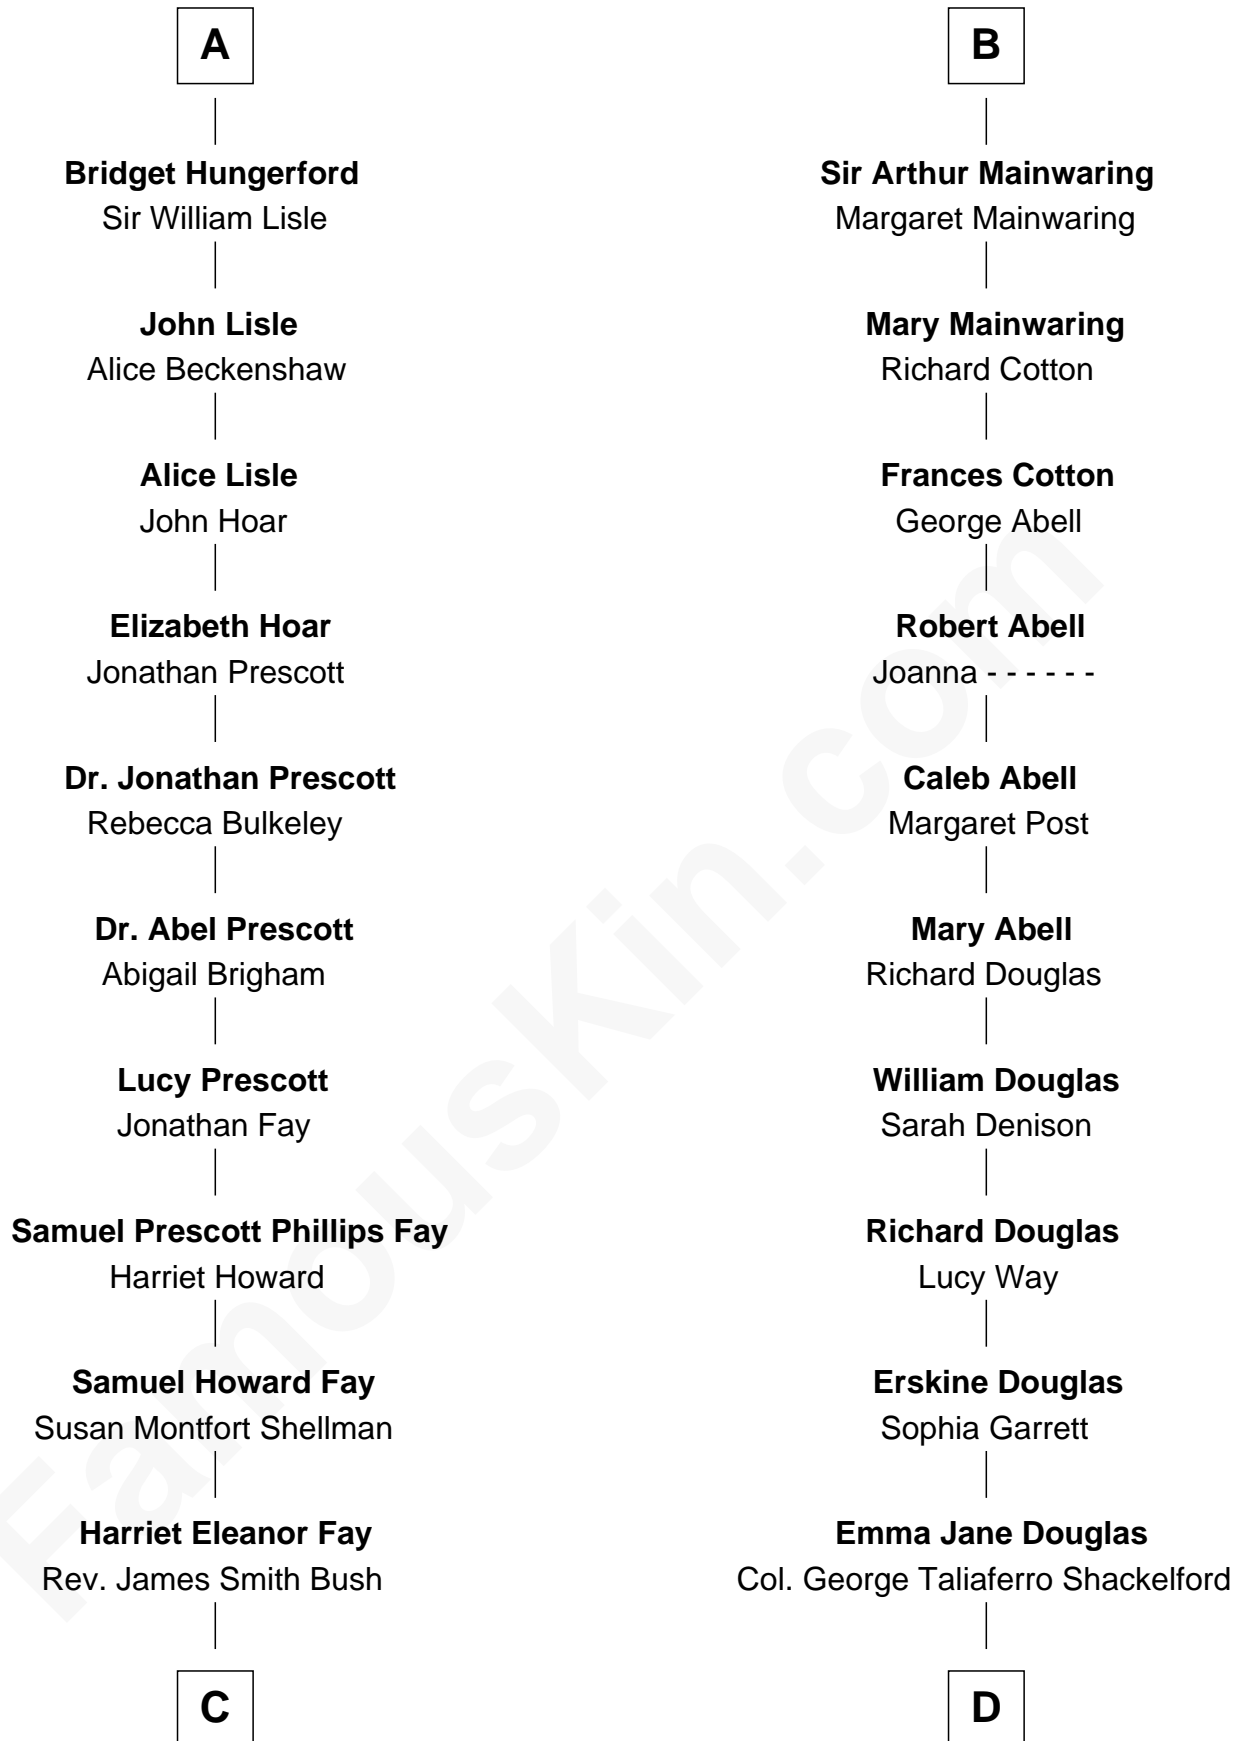 A
Bridget Hungerford
Sir William Lisle
John Lisle
Alice Beckenshaw
Alice Lisle
John Hoar
Elizabeth Hoar
Jonathan Prescott
Dr. Jonathan Prescott
Rebecca Bulkeley
Dr. Abel Prescott
Abigail Brigham
Lucy Prescott
Jonathan Fay
Samuel Prescott Phillips Fay
Harriet Howard
Samuel Howard Fay
Susan Montfort Shellman
Harriet Eleanor Fay
Rev. James Smith Bush
C
B
Sir Arthur Mainwaring
Margaret Mainwaring
Mary Mainwaring
Richard Cotton
Frances Cotton
George Abell
Robert Abell
Joanna - - - - - -
Caleb Abell
Margaret Post
Mary Abell
Richard Douglas
William Douglas
Sarah Denison
Richard Douglas
Lucy Way
Erskine Douglas
Sophia Garrett
Emma Jane Douglas
Col. George Taliaferro Shackelford
D
FamousKin.com